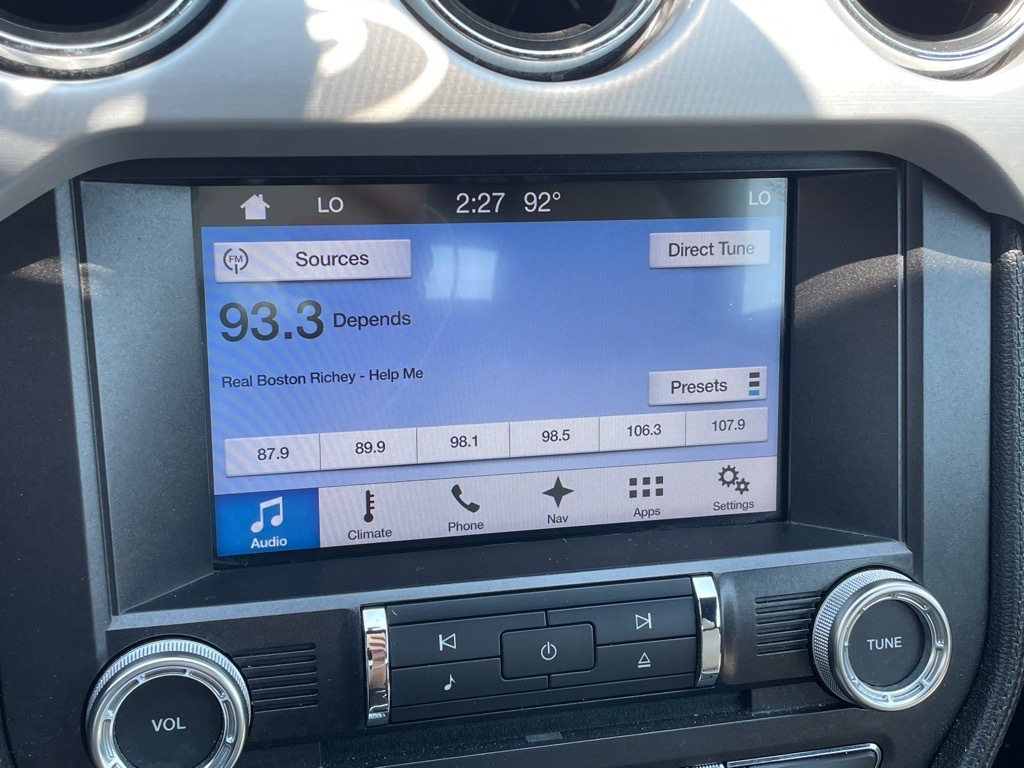 LO 2:27 92° LO
FM Sources Direct Tune
93.3 Depends
Real Boston Richey - Help Me
Presets
87.9 89.9 98.1 98.5 106.3 107.9
Audio Climate Phone Nav Apps Settings
VOL TUNE